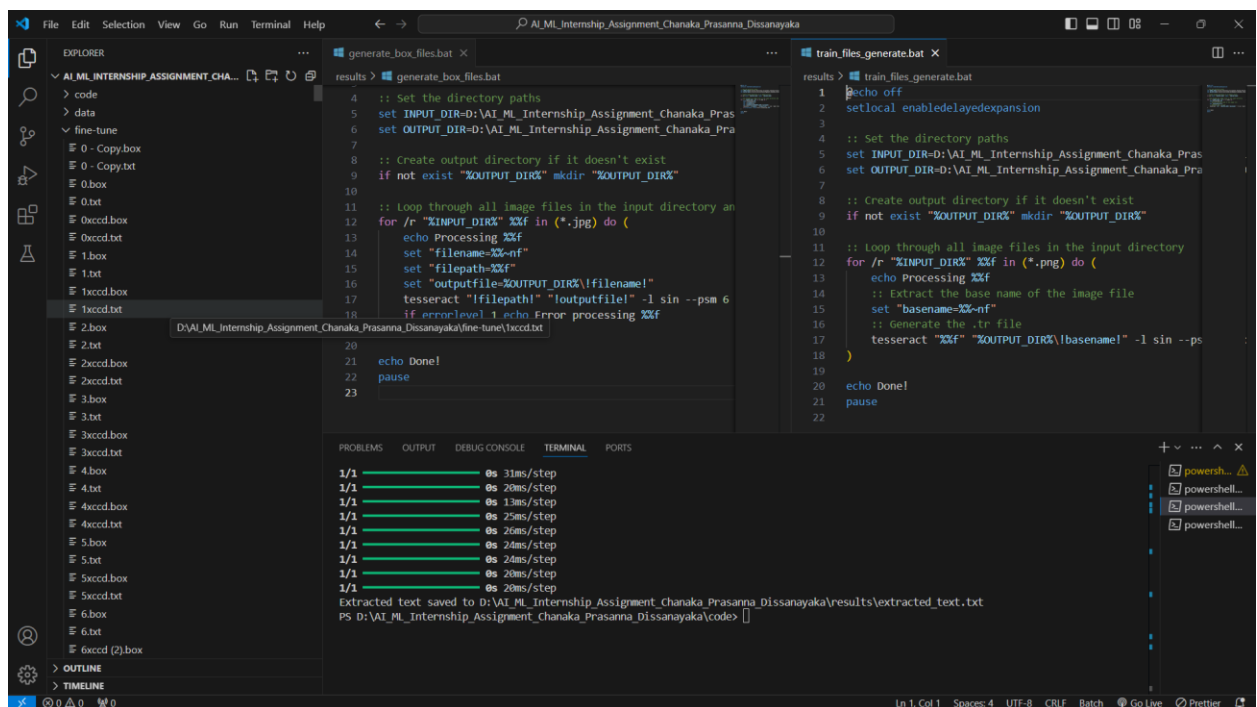 File Edit Selection View Go Run Terminal Help
AI_ML_Internship_Assignment_Chanaka_Prasanna_Dissanayaka
EXPLORER
AI_ML_INTERNSHIP_ASSIGNMENT_CHA...
code
data
fine-tune
0 - Copy.box
0 - Copy.txt
0.box
0.txt
0xccd.box
0xccd.txt
1.box
1.txt
1xccd.box
1xccd.txt
2.box
2.txt
2xccd.box
2xccd.txt
3.box
3.txt
3xccd.box
3xccd.txt
4.box
4.txt
4xccd.box
4xccd.txt
5.box
5.txt
5xccd.box
5xccd.txt
6.box
6.txt
6xccd (2).box
OUTLINE
TIMELINE
D:\AI_ML_Internship_Assignment_Chanaka_Prasanna_Dissanayaka\fine-tune\1xccd.txt
generate_box_files.bat
results > generate_box_files.bat
4 :: Set the directory paths
5 set INPUT_DIR=D:\AI_ML_Internship_Assignment_Chanaka_Pras
6 set OUTPUT_DIR=D:\AI_ML_Internship_Assignment_Chanaka_Pra
7
8 :: Create output directory if it doesn't exist
9 if not exist "%OUTPUT_DIR%" mkdir "%OUTPUT_DIR%"
10
11 :: Loop through all image files in the input directory an
12 for /r "%INPUT_DIR%" %%f in (*.jpg) do (
13 echo Processing %%f
14 set "filename=%%~nf"
15 set "filepath=%%f"
16 set "outputfile=%OUTPUT_DIR%\!filename!"
17 tesseract "!filepath!" "!outputfile!" -l sin --psm 6
18 if errorlevel 1 echo Error processing %%f
20
21 echo Done!
22 pause
23
train_files_generate.bat
results > train_files_generate.bat
1 @echo off
2 setlocal enabledelayedexpansion
3
4 :: Set the directory paths
5 set INPUT_DIR=D:\AI_ML_Internship_Assignment_Chanaka_Pras
6 set OUTPUT_DIR=D:\AI_ML_Internship_Assignment_Chanaka_Pra
7
8 :: Create output directory if it doesn't exist
9 if not exist "%OUTPUT_DIR%" mkdir "%OUTPUT_DIR%"
10
11 :: Loop through all image files in the input directory
12 for /r "%INPUT_DIR%" %%f in (*.png) do (
13 echo Processing %%f
14 :: Extract the base name of the image file
15 set "basename=%%~nf"
16 :: Generate the .tr file
17 tesseract "%%f" "%OUTPUT_DIR%\!basename!" -l sin --ps
18 )
19
20 echo Done!
21 pause
22
PROBLEMS OUTPUT DEBUG CONSOLE TERMINAL PORTS
1/1 0s 31ms/step
1/1 0s 20ms/step
1/1 0s 13ms/step
1/1 0s 25ms/step
1/1 0s 26ms/step
1/1 0s 24ms/step
1/1 0s 24ms/step
1/1 0s 20ms/step
1/1 0s 20ms/step
Extracted text saved to D:\AI_ML_Internship_Assignment_Chanaka_Prasanna_Dissanayaka\results\extracted_text.txt
PS D:\AI_ML_Internship_Assignment_Chanaka_Prasanna_Dissanayaka\code>
powersh...
powershell...
powershell...
powershell...
0 0 0 Ln 1, Col 1 Spaces: 4 UTF-8 CRLF Batch Go Live Prettier